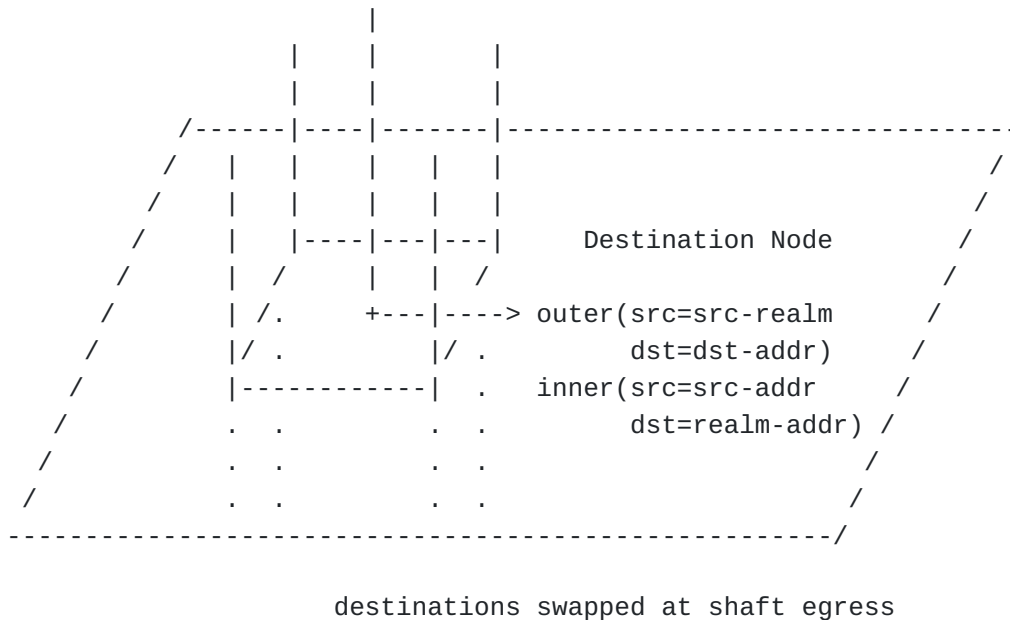 Destination Node
outer(src=src-realm
dst=dst-addr)
inner(src=src-addr
dst=realm-addr)
destinations swapped at shaft egress